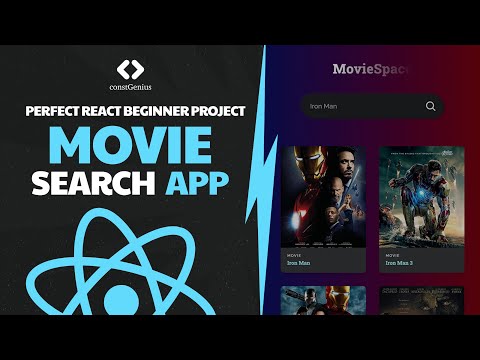 constGenius
PERFECT REACT BEGINNER PROJECT
MOVIE
SEARCH APP
MovieSpace
Iron Man
MOVIE
Iron Man
MOVIE
Iron Man 3